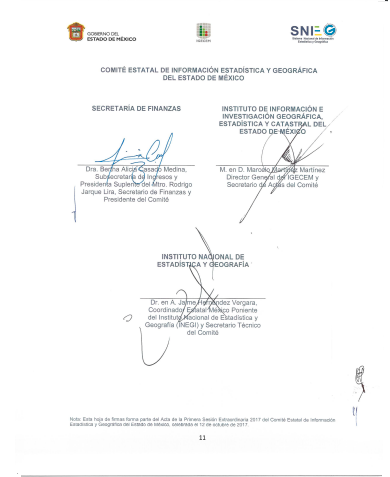 GOBIERNO DEL
ESTADO DE MÉXICO
IGECEM
SNIEG
Sistema Nacional de Información
Estadística y Geográfica
COMITÉ ESTATAL DE INFORMACIÓN ESTADÍSTICA Y GEOGRÁFICA
DEL ESTADO DE MÉXICO
SECRETARÍA DE FINANZAS
Dra. Bertha Alicia Casado Medina,
Subsecretaria de Ingresos y
Presidenta Suplente del Mtro. Rodrigo
Jarque Lira, Secretario de Finanzas y
Presidente del Comité
INSTITUTO DE INFORMACIÓN E
INVESTIGACIÓN GEOGRÁFICA,
ESTADÍSTICA Y CATASTRAL DEL
ESTADO DE MÉXICO
M. en D. Marcelo Martínez Martínez
Director General del IGECEM y
Secretario de Actas del Comité
INSTITUTO NACIONAL DE
ESTADÍSTICA Y GEOGRAFÍA
Dr. en A. Jaime Hernández Vergara,
Coordinador Estatal México Poniente
del Instituto Nacional de Estadística y
Geografía (INEGI) y Secretario Técnico
del Comité
Nota: Esta hoja de firmas forma parte del Acta de la Primera Sesión Extraordinaria 2017 del Comité Estatal de Información
Estadística y Geográfica del Estado de México, celebrada el 12 de octubre de 2017.
11